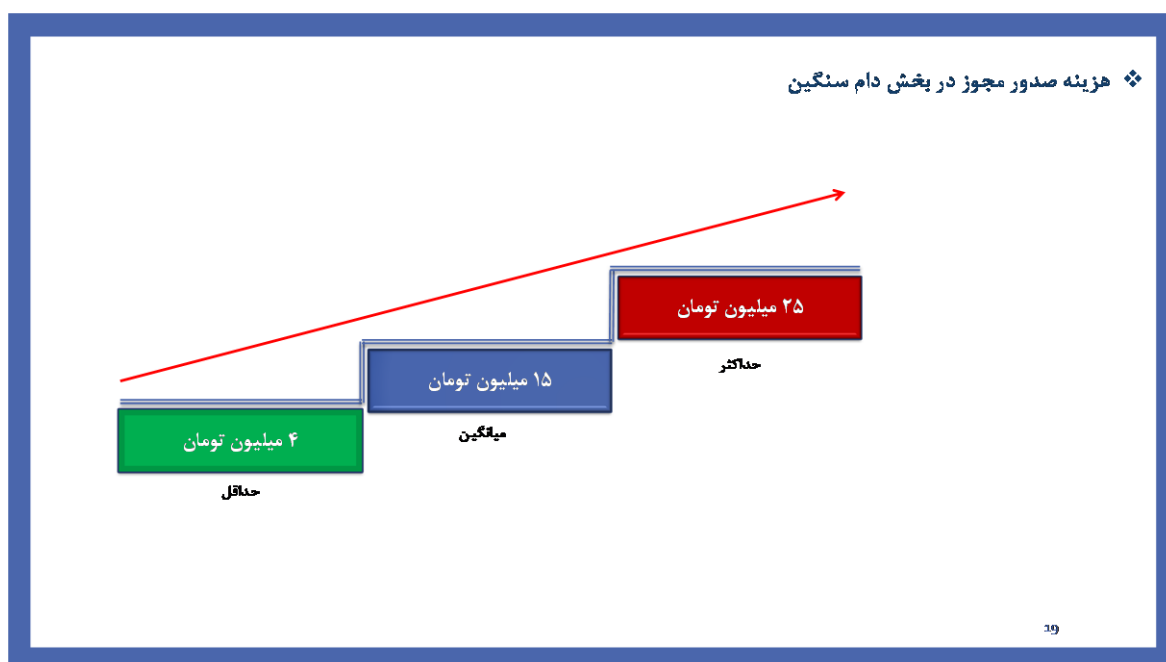 ❖ هزینه صدور مجوز در بخش دام سنگین
۲۵ میلیون تومان
حداکثر
۱۵ میلیون تومان
میانگین
۴ میلیون تومان
حداقل
19